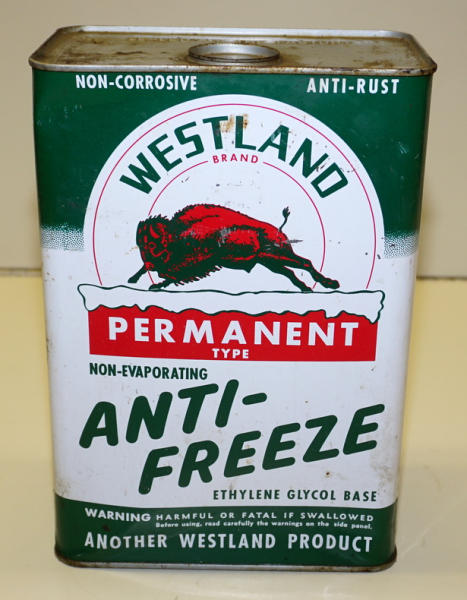 NON-CORROSIVE ANTI-RUST
WESTLAND
BRAND
PERMANENT
TYPE
NON-EVAPORATING
ANTI-
FREEZE
ETHYLENE GLYCOL BASE
WARNING HARMFUL OR FATAL IF SWALLOWED
Before using, read carefully the warnings on the side panel.
ANOTHER WESTLAND PRODUCT